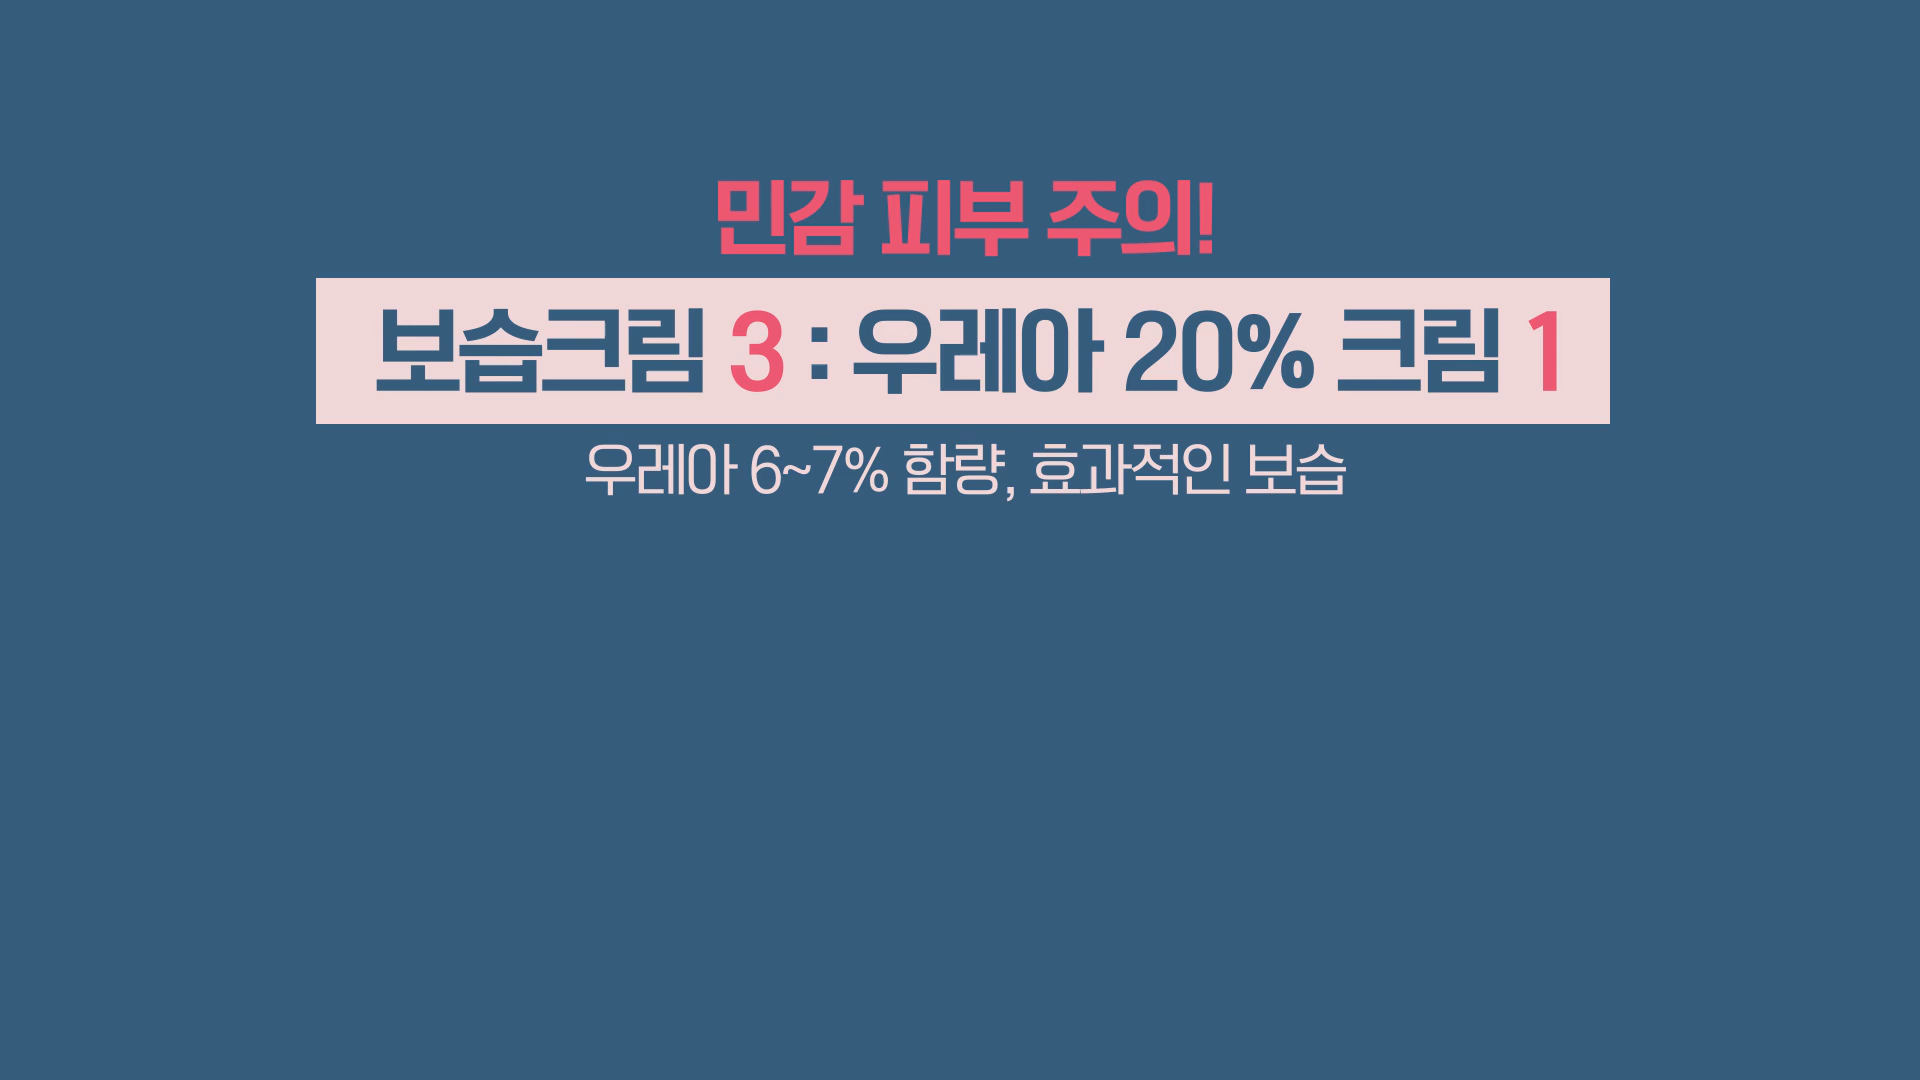 민감 피부 주의!
보습크림 3 : 우레아 20% 크림 1
우레아 6~7% 함량, 효과적인 보습